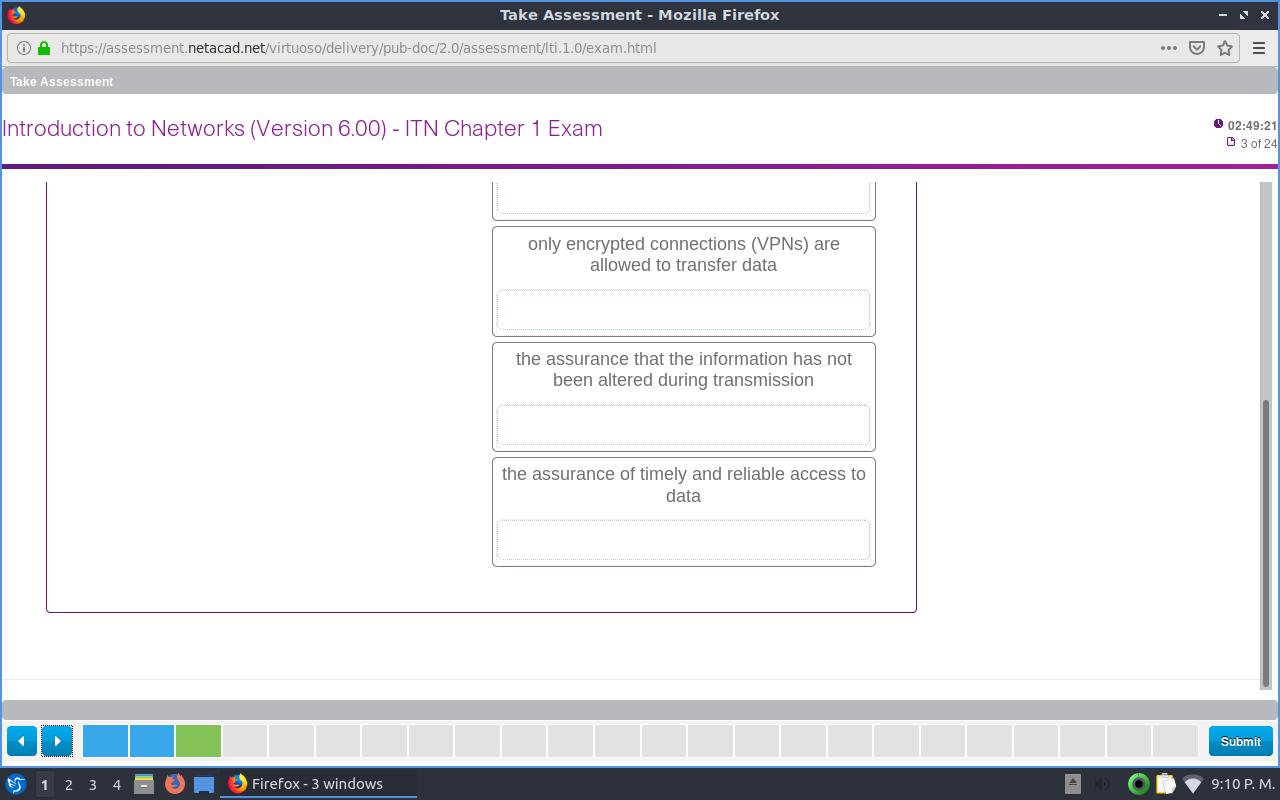 Take Assessment - Mozilla Firefox
https://assessment.netacad.net/virtuoso/delivery/pub-doc/2.0/assessment/lti.1.0/exam.html
Take Assessment
Introduction to Networks (Version 6.00) - ITN Chapter 1 Exam
02:49:21
3 of 24
only encrypted connections (VPNs) are
allowed to transfer data
the assurance that the information has not
been altered during transmission
the assurance of timely and reliable access to
data
Submit
1 2 3 4 Firefox - 3 windows 9:10 P. M.